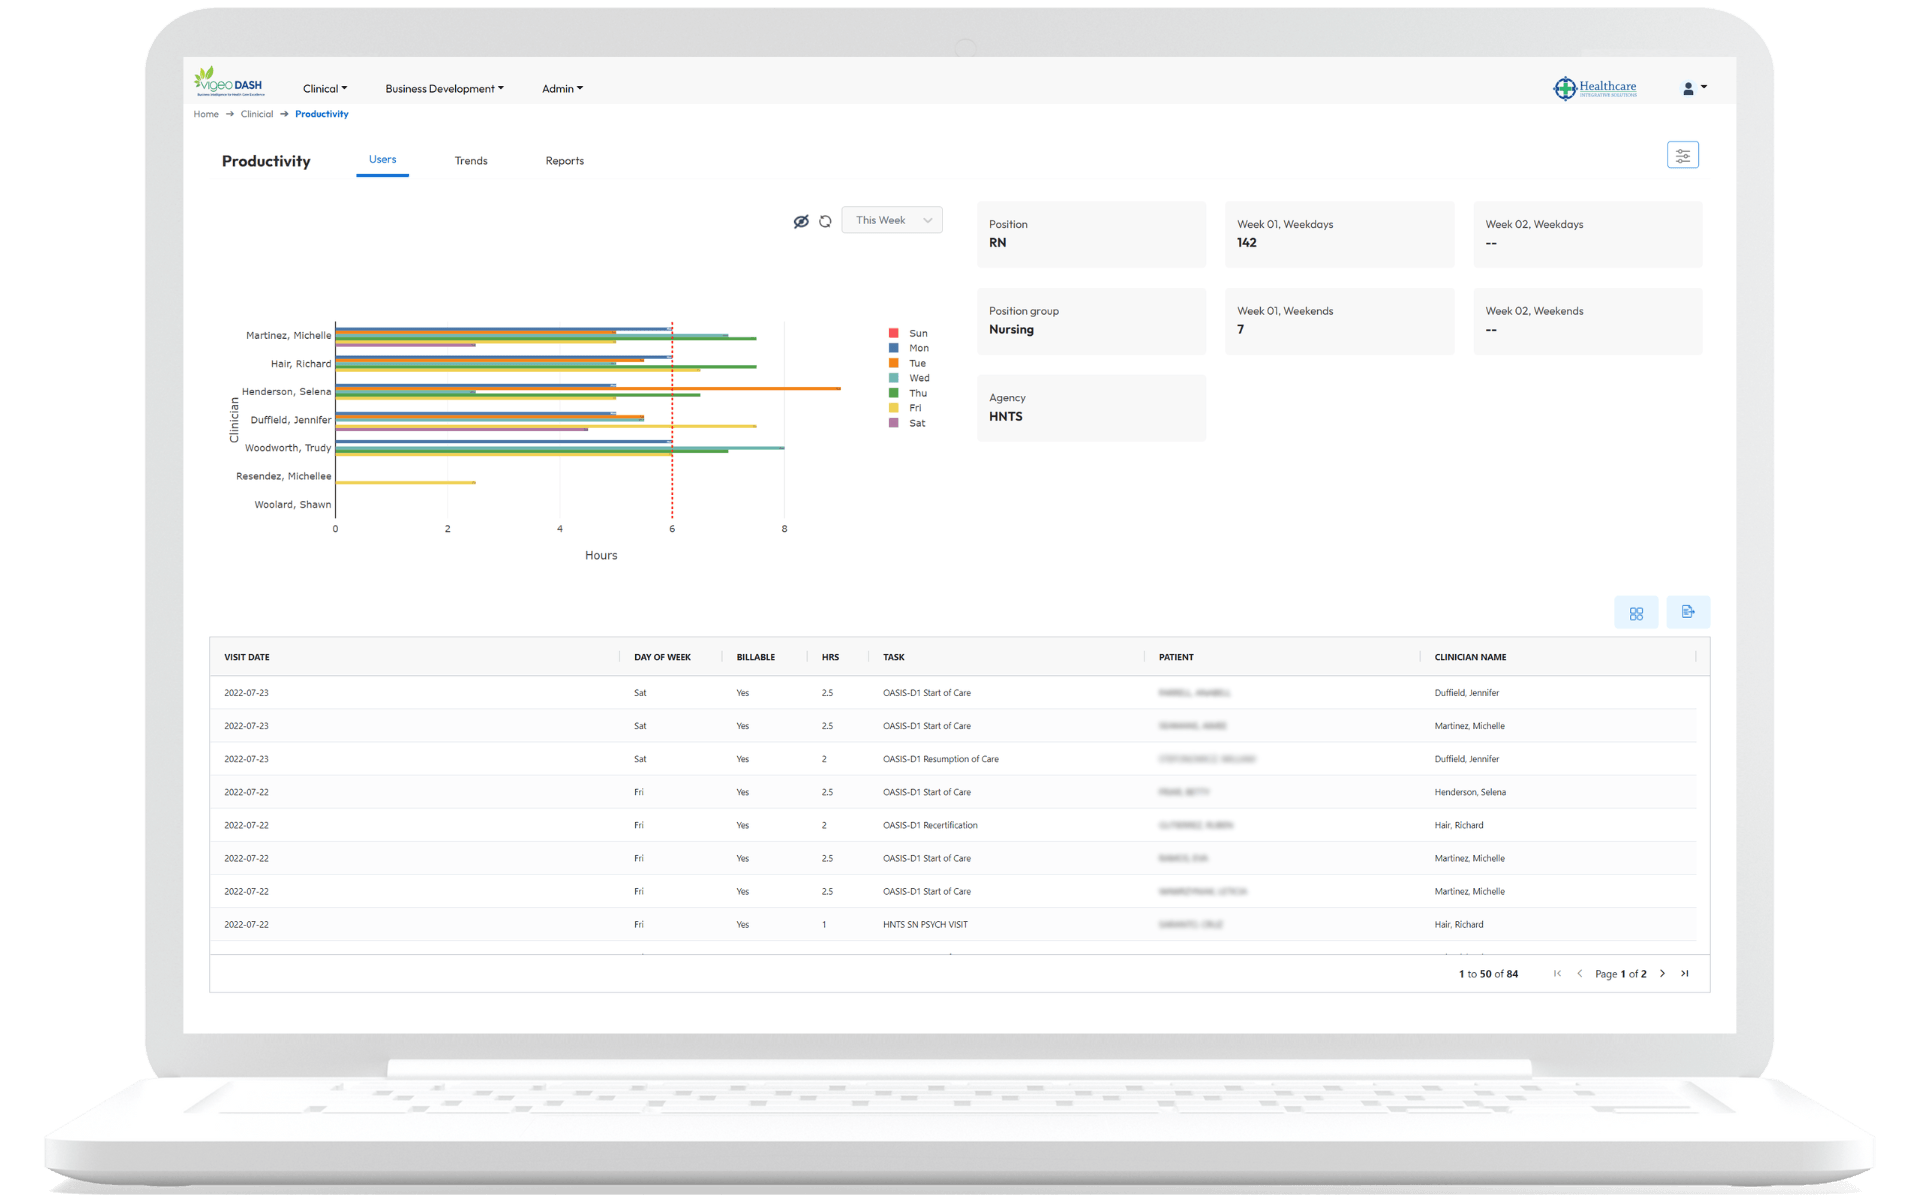 vigeo DASH
Clinical
Business Development
Admin
Healthcare
INTEGRATIVE SOLUTIONS
Home → Clinicial → Productivity
Productivity
Users
Trends
Reports
This Week
Position
RN
Week 01, Weekdays
142
Week 02, Weekdays
--
Position group
Nursing
Week 01, Weekends
7
Week 02, Weekends
--
Agency
HNTS
Clinician
Martinez, Michelle
Hair, Richard
Henderson, Selena
Duffield, Jennifer
Woodworth, Trudy
Resendez, Michellee
Woolard, Shawn
0 2 4 6 8
Hours
Sun
Mon
Tue
Wed
Thu
Fri
Sat
VISIT DATE DAY OF WEEK BILLABLE HRS TASK PATIENT CLINICIAN NAME
2022-07-23 Sat Yes 2.5 OASIS-D1 Start of Care Duffield, Jennifer
2022-07-23 Sat Yes 2.5 OASIS-D1 Start of Care Martinez, Michelle
2022-07-23 Sat Yes 2 OASIS-D1 Resumption of Care Duffield, Jennifer
2022-07-22 Fri Yes 2.5 OASIS-D1 Start of Care Henderson, Selena
2022-07-22 Fri Yes 2 OASIS-D1 Recertification Hair, Richard
2022-07-22 Fri Yes 2.5 OASIS-D1 Start of Care Martinez, Michelle
2022-07-22 Fri Yes 2.5 OASIS-D1 Start of Care Martinez, Michelle
2022-07-22 Fri Yes 1 HNTS SN PSYCH VISIT Hair, Richard
1 to 50 of 84 Page 1 of 2